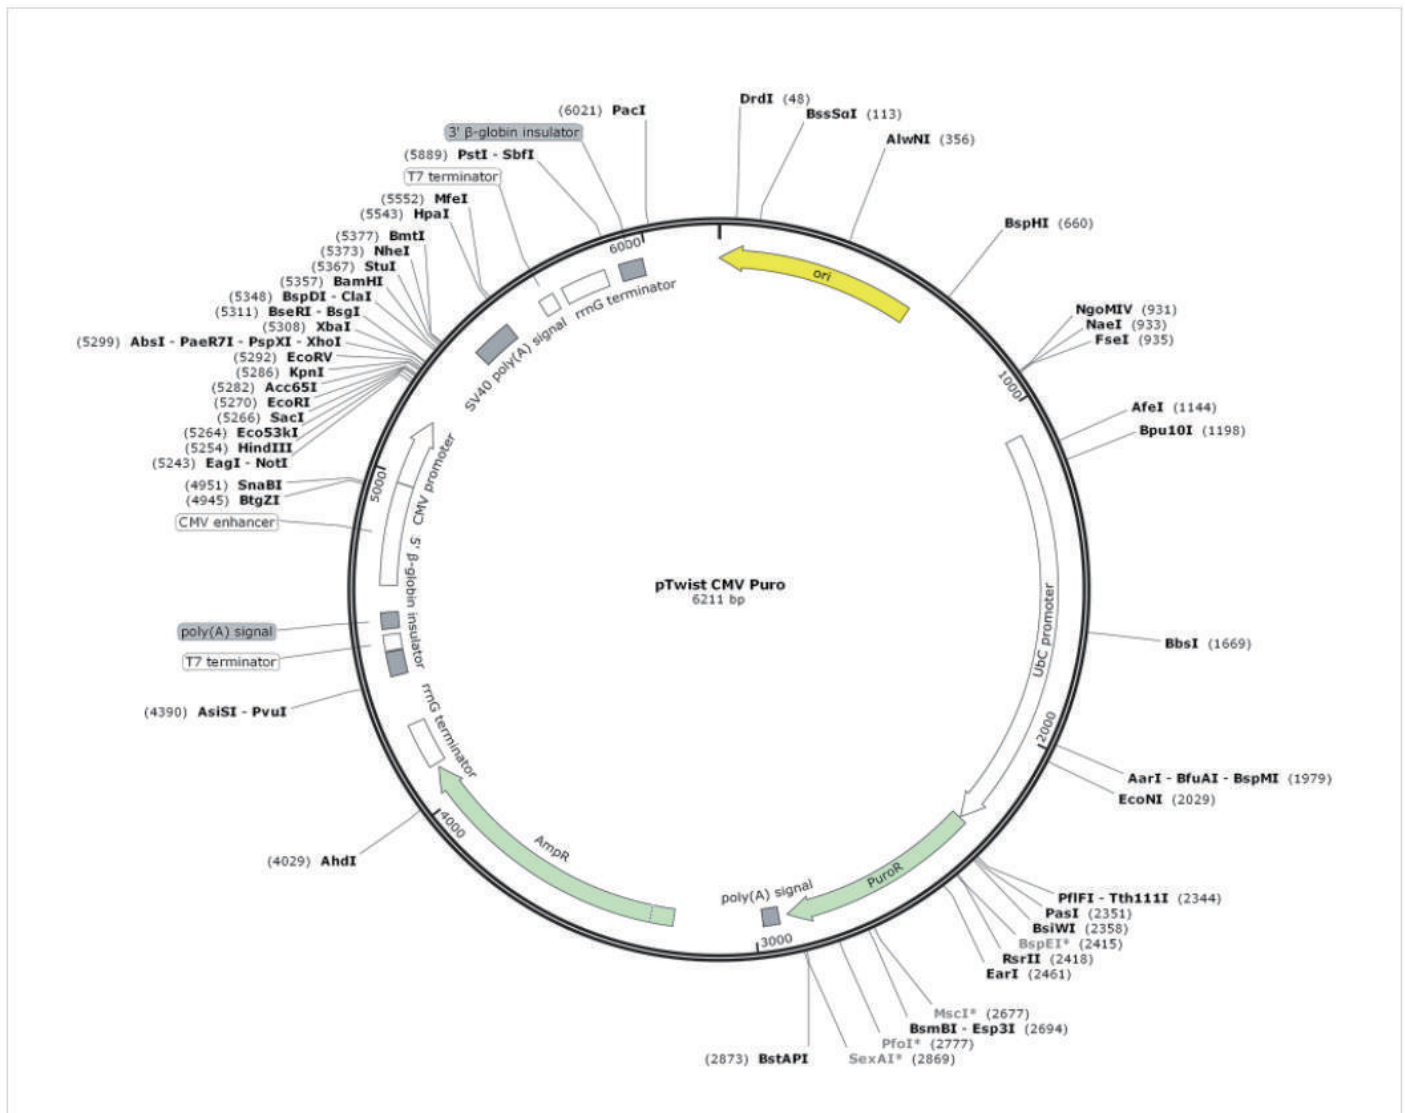 DrdI (48)
BssSαI (113)
AlwNI (356)
BspHI (660)
NgoMIV (931)
NaeI (933)
FseI (935)
AfeI (1144)
Bpu10I (1198)
BbsI (1669)
AarI - BfuAI - BspMI (1979)
EcoNI (2029)
PflFI - Tth111I (2344)
PasI (2351)
BsiWI (2358)
BspEI* (2415)
RsrII (2418)
EarI (2461)
MscI* (2677)
BsmBI - Esp3I (2694)
PfoI* (2777)
SexAI* (2869)
(2873) BstAPI
(4029) AhdI
(4390) AsiSI - PvuI
T7 terminator
poly(A) signal
CMV enhancer
(4945) BtgZI
(4951) SnaBI
(5243) EagI - NotI
(5254) HindIII
(5264) Eco53kI
(5266) SacI
(5270) EcoRI
(5282) Acc65I
(5286) KpnI
(5292) EcoRV
(5299) AbsI - PaeR7I - PspXI - XhoI
(5308) XbaI
(5311) BseRI - BsgI
(5348) BspDI - ClaI
(5357) BamHI
(5367) StuI
(5373) NheI
(5377) BmtI
(5543) HpaI
(5552) MfeI
T7 terminator
(5889) PstI - SbfI
3' β-globin insulator
(6021) PacI
ori
1000
UbC promoter
2000
PuroR
poly(A) signal
3000
AmpR
4000
rrnG terminator
5' β-globin insulator
CMV promoter
5000
SV40 poly(A) signal
rrnG terminator
6000
pTwist CMV Puro
6211 bp